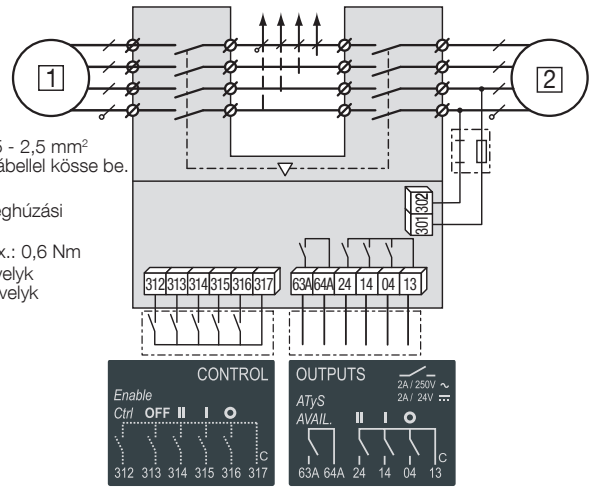 1
2
5 - 2,5 mm²
ábellel kösse be.
eghúzási
x.: 0,6 Nm
velyk
velyk
302
301
312 313 314 315 316 317
63A 64A 24 14 04 13
CONTROL
Enable
Ctrl OFF II I O
C
312 313 314 315 316 317
OUTPUTS
2A / 250V ~
2A / 24V ⎓
ATyS
AVAIL. II I O
C
63A 64A 24 14 04 13